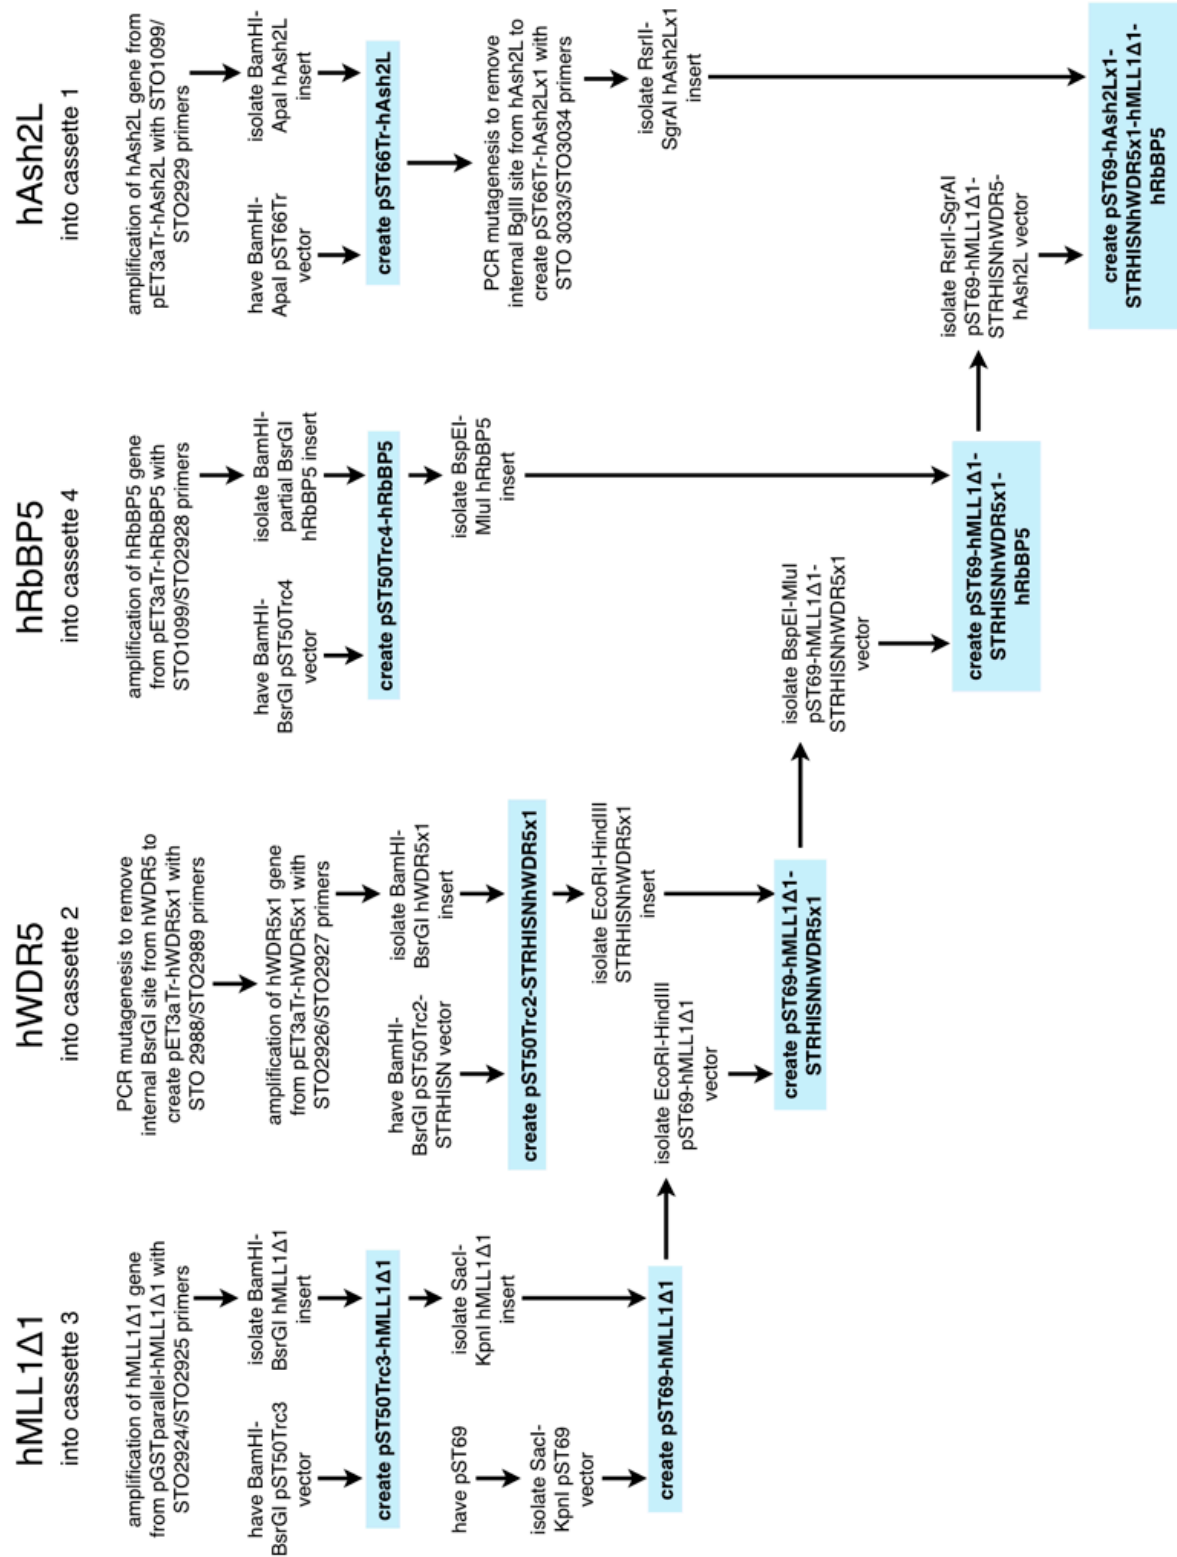 hMLL1Δ1
into cassette 3
amplification of hMLL1Δ1 gene
from pGSTparallel-hMLL1Δ1 with
STO2924/STO2925 primers
have BamHI-
BsrGI pST50Trc3
vector
isolate BamHI-
BsrGI hMLL1Δ1
insert
create pST50Trc3-hMLL1Δ1
have pST69
isolate SacI-
KpnI pST69
vector
isolate SacI-
KpnI hMLL1Δ1
insert
create pST69-hMLL1Δ1
hWDR5
into cassette 2
PCR mutagenesis to remove
internal BsrGI site from hWDR5 to
create pET3aTr-hWDR5x1 with
STO 2988/STO2989 primers
amplification of hWDR5x1 gene
from pET3aTr-hWDR5x1 with
STO2926/STO2927 primers
have BamHI-
BsrGI pST50Trc2-
STRHISN vector
isolate BamHI-
BsrGI hWDR5x1
insert
create pST50Trc2-STRHISNhWDR5x1
isolate EcoRI-HindIII
pST69-hMLL1Δ1
vector
isolate EcoRI-HindIII
STRHISNhWDR5x1
insert
create pST69-hMLL1Δ1-
STRHISNhWDR5x1
hRbBP5
into cassette 4
amplification of hRbBP5 gene
from pET3aTr-hRbBP5 with
STO1099/STO2928 primers
have BamHI-
BsrGI pST50Trc4
vector
isolate BamHI-
partial BsrGI
hRbBP5 insert
create pST50Trc4-hRbBP5
isolate BspEI-
MluI hRbBP5
insert
isolate BspEI-MluI
pST69-hMLL1Δ1-
STRHISNhWDR5x1
vector
create pST69-hMLL1Δ1-
STRHISNhWDR5x1-
hRbBP5
hAsh2L
into cassette 1
amplification of hAsh2L gene from
pET3aTr-hAsh2L with STO1099/
STO2929 primers
have BamHI-
ApaI pST66Tr
vector
isolate BamHI-
ApaI hAsh2L
insert
create pST66Tr-hAsh2L
PCR mutagenesis to remove
internal BglII site from hAsh2L to
create pST66Tr-hAsh2Lx1 with
STO 3033/STO3034 primers
isolate RsrII-
SgrAI hAsh2Lx1
insert
isolate RsrII-SgrAI
pST69-hMLL1Δ1-
STRHISNhWDR5-
hAsh2L vector
create pST69-hAsh2Lx1-
STRHISNhWDR5x1-hMLL1Δ1-
hRbBP5